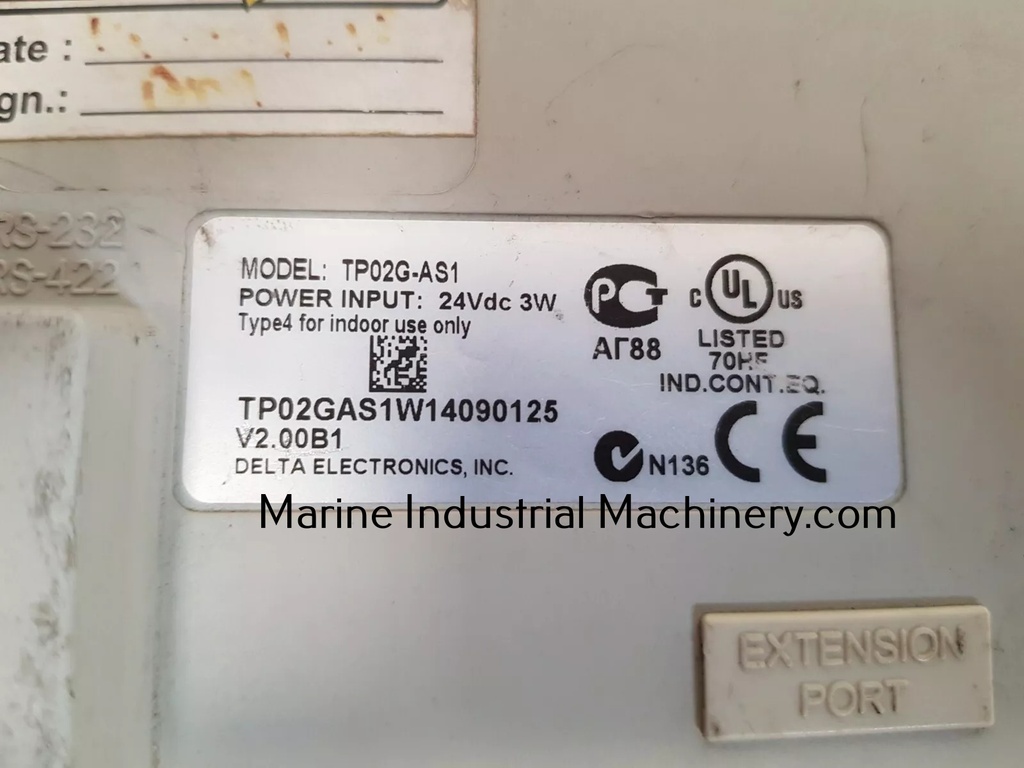 ate :
gn.:
RS-232
RS-422
MODEL: TP02G-AS1
POWER INPUT: 24Vdc 3W
Type4 for indoor use only
TP02GAS1W14090125
V2.00B1
DELTA ELECTRONICS, INC.
PCT
АГ88
C UL US
LISTED
IND.CONT.EQ.
N136
CE
Marine Industrial Machinery.com
EXTENSION
PORT